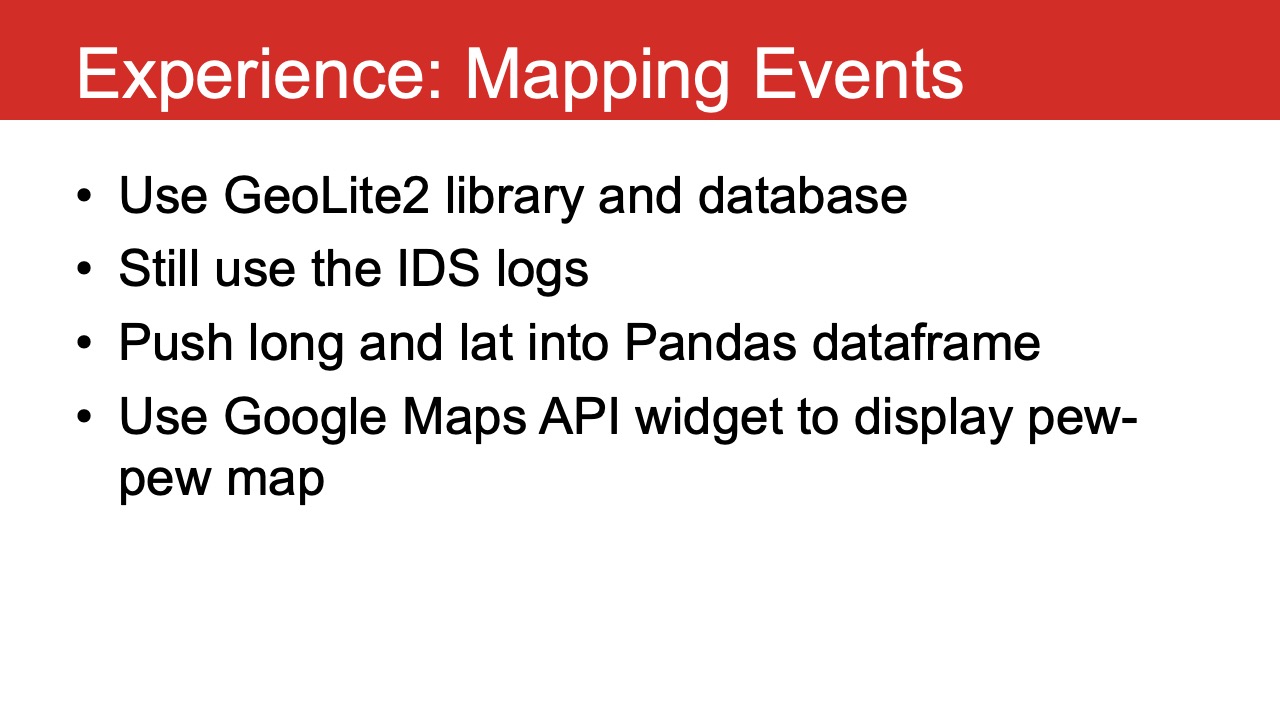 Experience: Mapping Events
• Use GeoLite2 library and database
• Still use the IDS logs
• Push long and lat into Pandas dataframe
• Use Google Maps API widget to display pew-
pew map